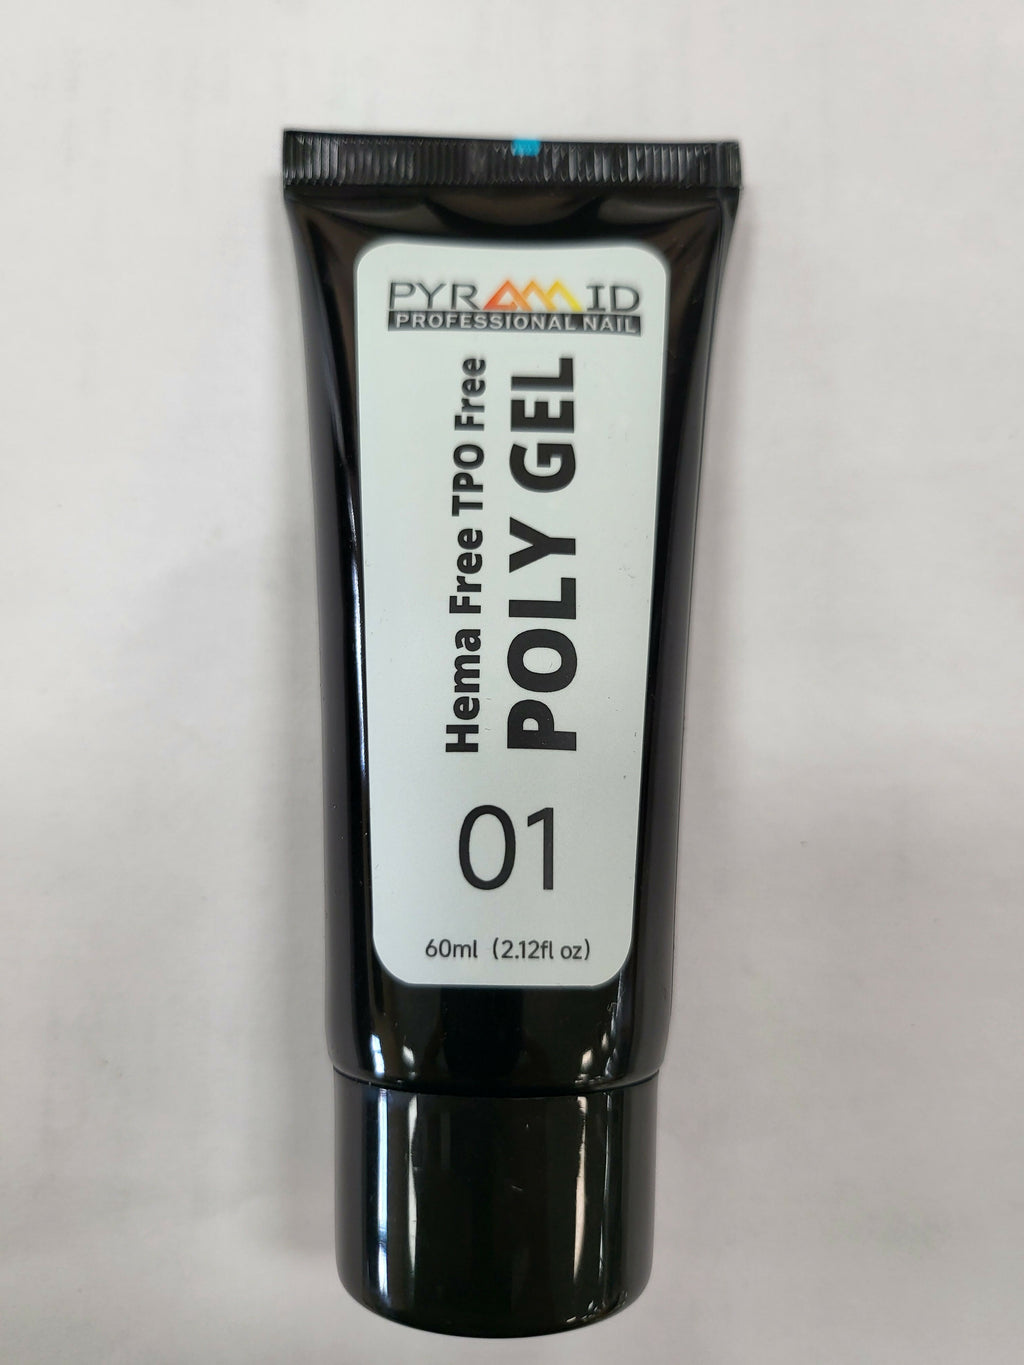 PYRAMID
PROFESSIONAL NAIL
Hema Free TPO Free
POLY GEL
01
60ml (2.12fl oz)